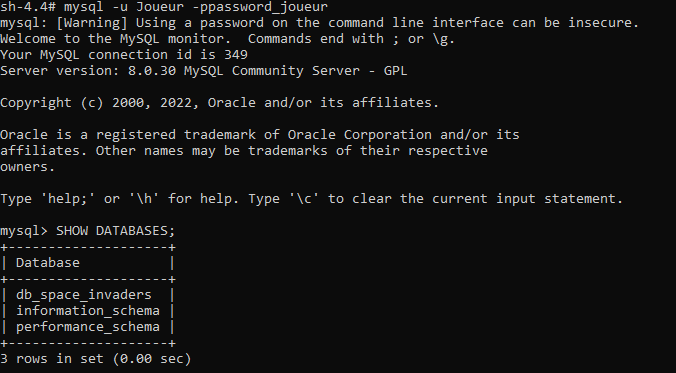 sh-4.4# mysql -u Joueur -ppassword_joueur
mysql: [Warning] Using a password on the command line interface can be insecure.
Welcome to the MySQL monitor.  Commands end with ; or \g.
Your MySQL connection id is 349
Server version: 8.0.30 MySQL Community Server - GPL

Copyright (c) 2000, 2022, Oracle and/or its affiliates.

Oracle is a registered trademark of Oracle Corporation and/or its
affiliates. Other names may be trademarks of their respective
owners.

Type 'help;' or '\h' for help. Type '\c' to clear the current input statement.

mysql> SHOW DATABASES;
+--------------------+
| Database           |
+--------------------+
| db_space_invaders  |
| information_schema |
| performance_schema |
+--------------------+
3 rows in set (0.00 sec)